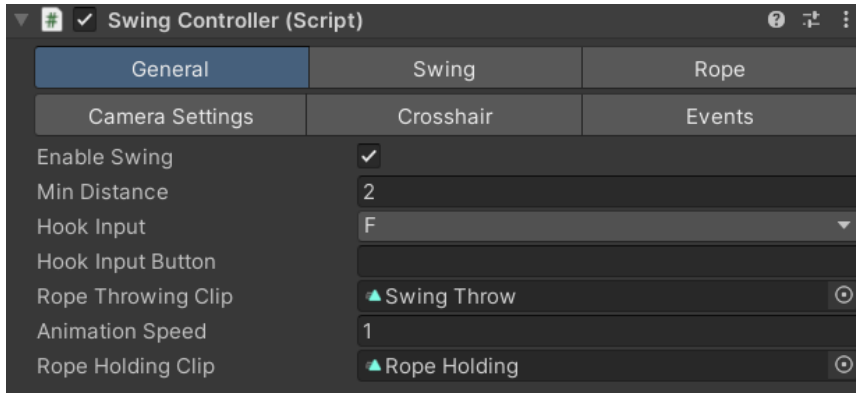 Swing Controller (Script)
General Swing Rope
Camera Settings Crosshair Events
Enable Swing
Min Distance 2
Hook Input F
Hook Input Button
Rope Throwing Clip Swing Throw
Animation Speed 1
Rope Holding Clip Rope Holding